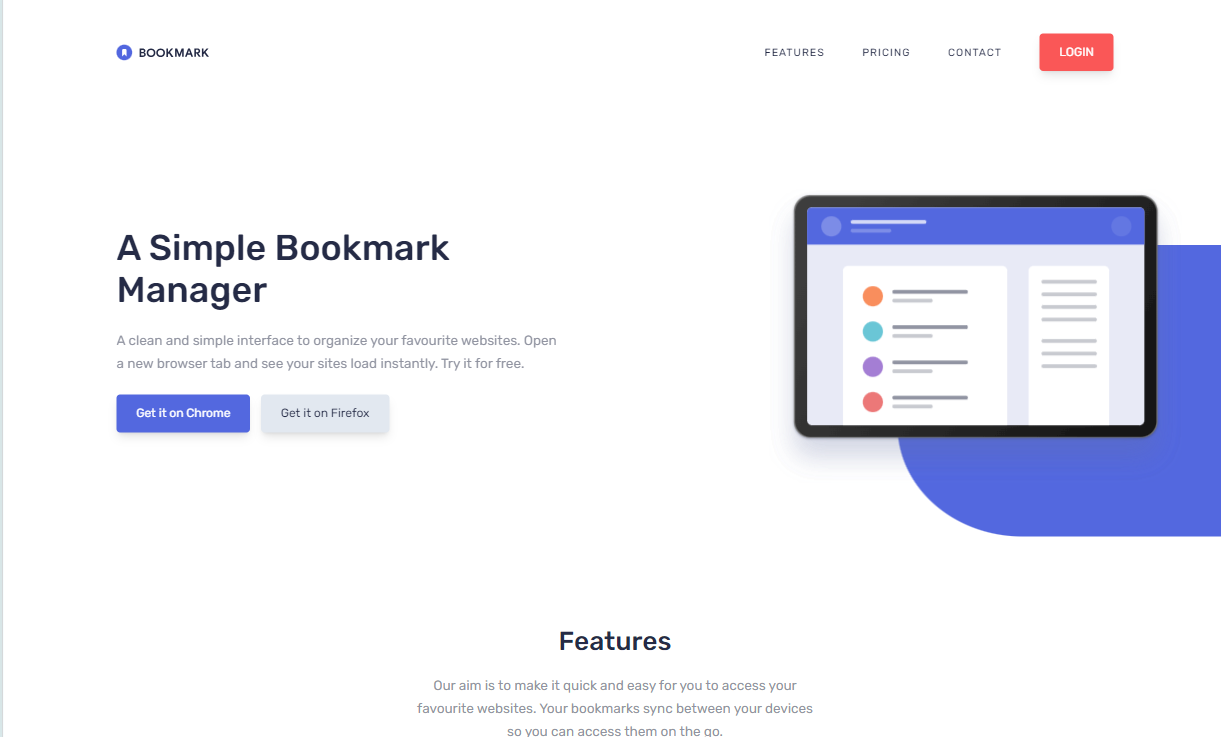 BOOKMARK
FEATURES
PRICING
CONTACT
LOGIN
A Simple Bookmark
Manager
A clean and simple interface to organize your favourite websites. Open
a new browser tab and see your sites load instantly. Try it for free.
Get it on Chrome
Get it on Firefox
Features
Our aim is to make it quick and easy for you to access your
favourite websites. Your bookmarks sync between your devices
so you can access them on the go.